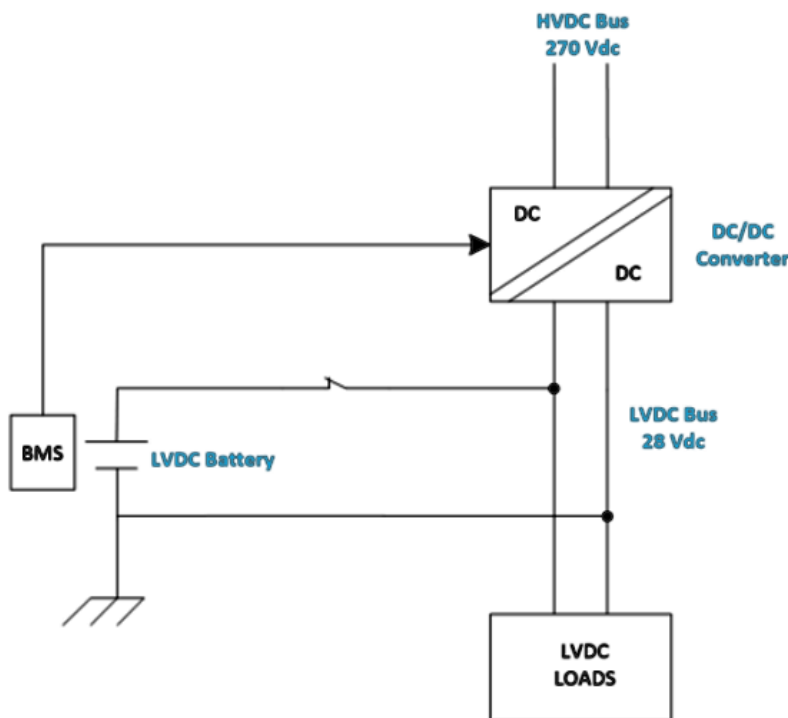 HVDC Bus
270 Vdc
DC
DC
DC/DC
Converter
LVDC Bus
28 Vdc
BMS
LVDC Battery
LVDC
LOADS